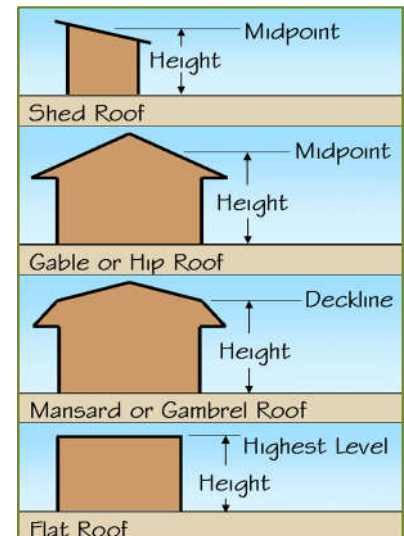 Midpoint
Height
Shed Roof
Midpoint
Height
Gable or Hip Roof
Deckline
Height
Mansard or Gambrel Roof
Highest Level
Height
Flat Roof